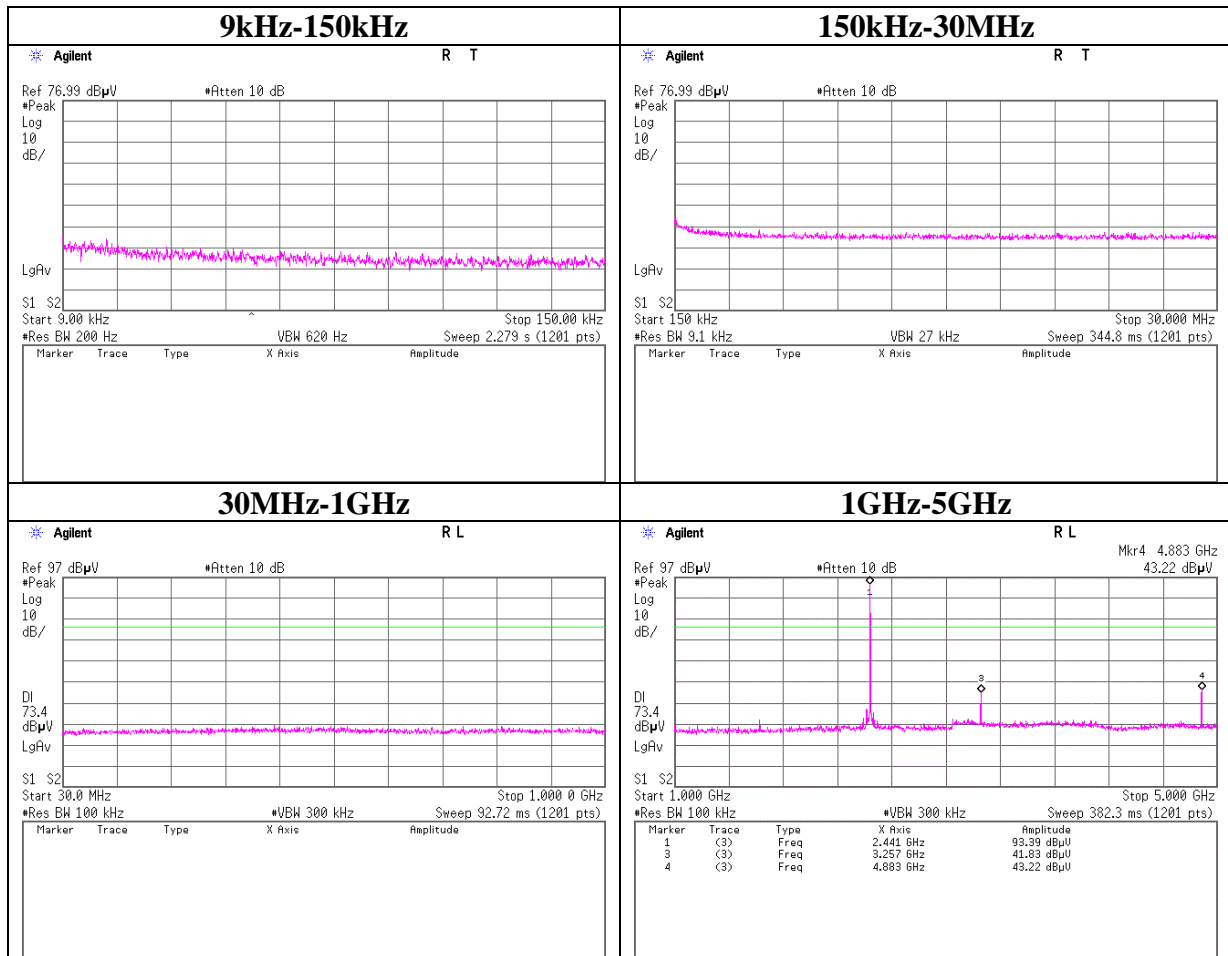 9kHz-150kHz
Agilent
R T
Ref 76.99 dBµV #Atten 10 dB
#Peak
Log
10
dB/
LgAv
S1 S2
Start 9.00 kHz ^ Stop 150.00 kHz
#Res BW 200 Hz VBW 620 Hz Sweep 2.279 s (1201 pts)
Marker Trace Type X Axis Amplitude
150kHz-30MHz
Agilent
R T
Ref 76.99 dBµV #Atten 10 dB
#Peak
Log
10
dB/
LgAv
S1 S2
Start 150 kHz Stop 30.000 MHz
#Res BW 9.1 kHz VBW 27 kHz Sweep 344.8 ms (1201 pts)
Marker Trace Type X Axis Amplitude
30MHz-1GHz
Agilent
R L
Ref 97 dBµV #Atten 10 dB
#Peak
Log
10
dB/
DI
73.4
dBµV
LgAv
S1 S2
Start 30.0 MHz Stop 1.000 0 GHz
#Res BW 100 kHz #VBW 300 kHz Sweep 92.72 ms (1201 pts)
Marker Trace Type X Axis Amplitude
1GHz-5GHz
Agilent
R L
Mkr4 4.883 GHz
Ref 97 dBµV #Atten 10 dB 43.22 dBµV
#Peak
Log
10
dB/
1
3
4
DI
73.4
dBµV
LgAv
S1 S2
Start 1.000 GHz Stop 5.000 GHz
#Res BW 100 kHz #VBW 300 kHz Sweep 382.3 ms (1201 pts)
Marker Trace Type X Axis Amplitude
1 (3) Freq 2.441 GHz 93.39 dBµV
3 (3) Freq 3.257 GHz 41.83 dBµV
4 (3) Freq 4.883 GHz 43.22 dBµV